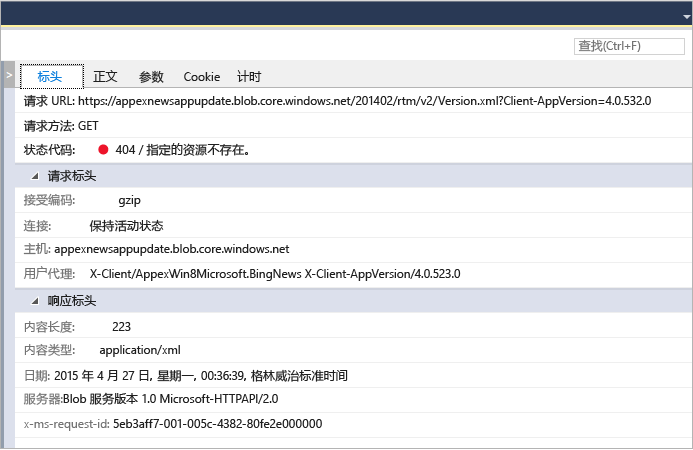 查找(Ctrl+F)
标头 正文 参数 Cookie 计时
请求 URL: https://appexnewsappupdate.blob.core.windows.net/201402/rtm/v2/Version.xml?Client-AppVersion=4.0.532.0
请求方法: GET
状态代码: 404 / 指定的资源不存在。
请求标头
接受编码: gzip
连接: 保持活动状态
主机: appexnewsappupdate.blob.core.windows.net
用户代理: X-Client/AppexWin8Microsoft.BingNews X-Client-AppVersion/4.0.523.0
响应标头
内容长度: 223
内容类型: application/xml
日期: 2015 年 4 月 27 日, 星期一, 00:36:39, 格林威治标准时间
服务器:Blob 服务版本 1.0 Microsoft-HTTPAPI/2.0
x-ms-request-id: 5eb3aff7-001-005c-4382-80fe2e000000